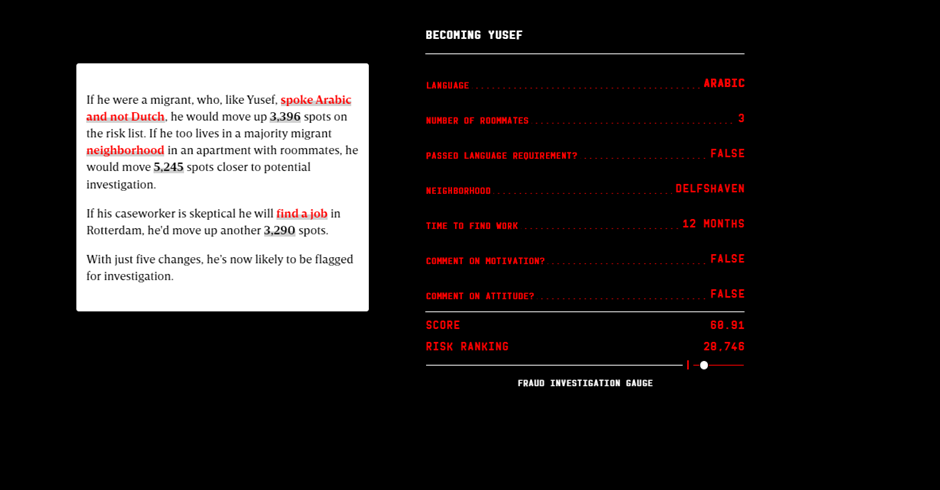 If he were a migrant, who, like Yusef, spoke Arabic
and not Dutch, he would move up 3,396 spots on
the risk list. If he too lives in a majority migrant
neighborhood in an apartment with roommates, he
would move 5,245 spots closer to potential
investigation.
If his caseworker is skeptical he will find a job in
Rotterdam, he'd move up another 3,290 spots.
With just five changes, he's now likely to be flagged
for investigation.
BECOMING YUSEF
LANGUAGE ARABIC
NUMBER OF ROOMMATES 3
PASSED LANGUAGE REQUIREMENT? FALSE
NEIGHBORHOOD DELFSHAVEN
TIME TO FIND WORK 12 MONTHS
COMMENT ON MOTIVATION? FALSE
COMMENT ON ATTITUDE? FALSE
SCORE 60.91
RISK RANKING 28,746
FRAUD INVESTIGATION GAUGE